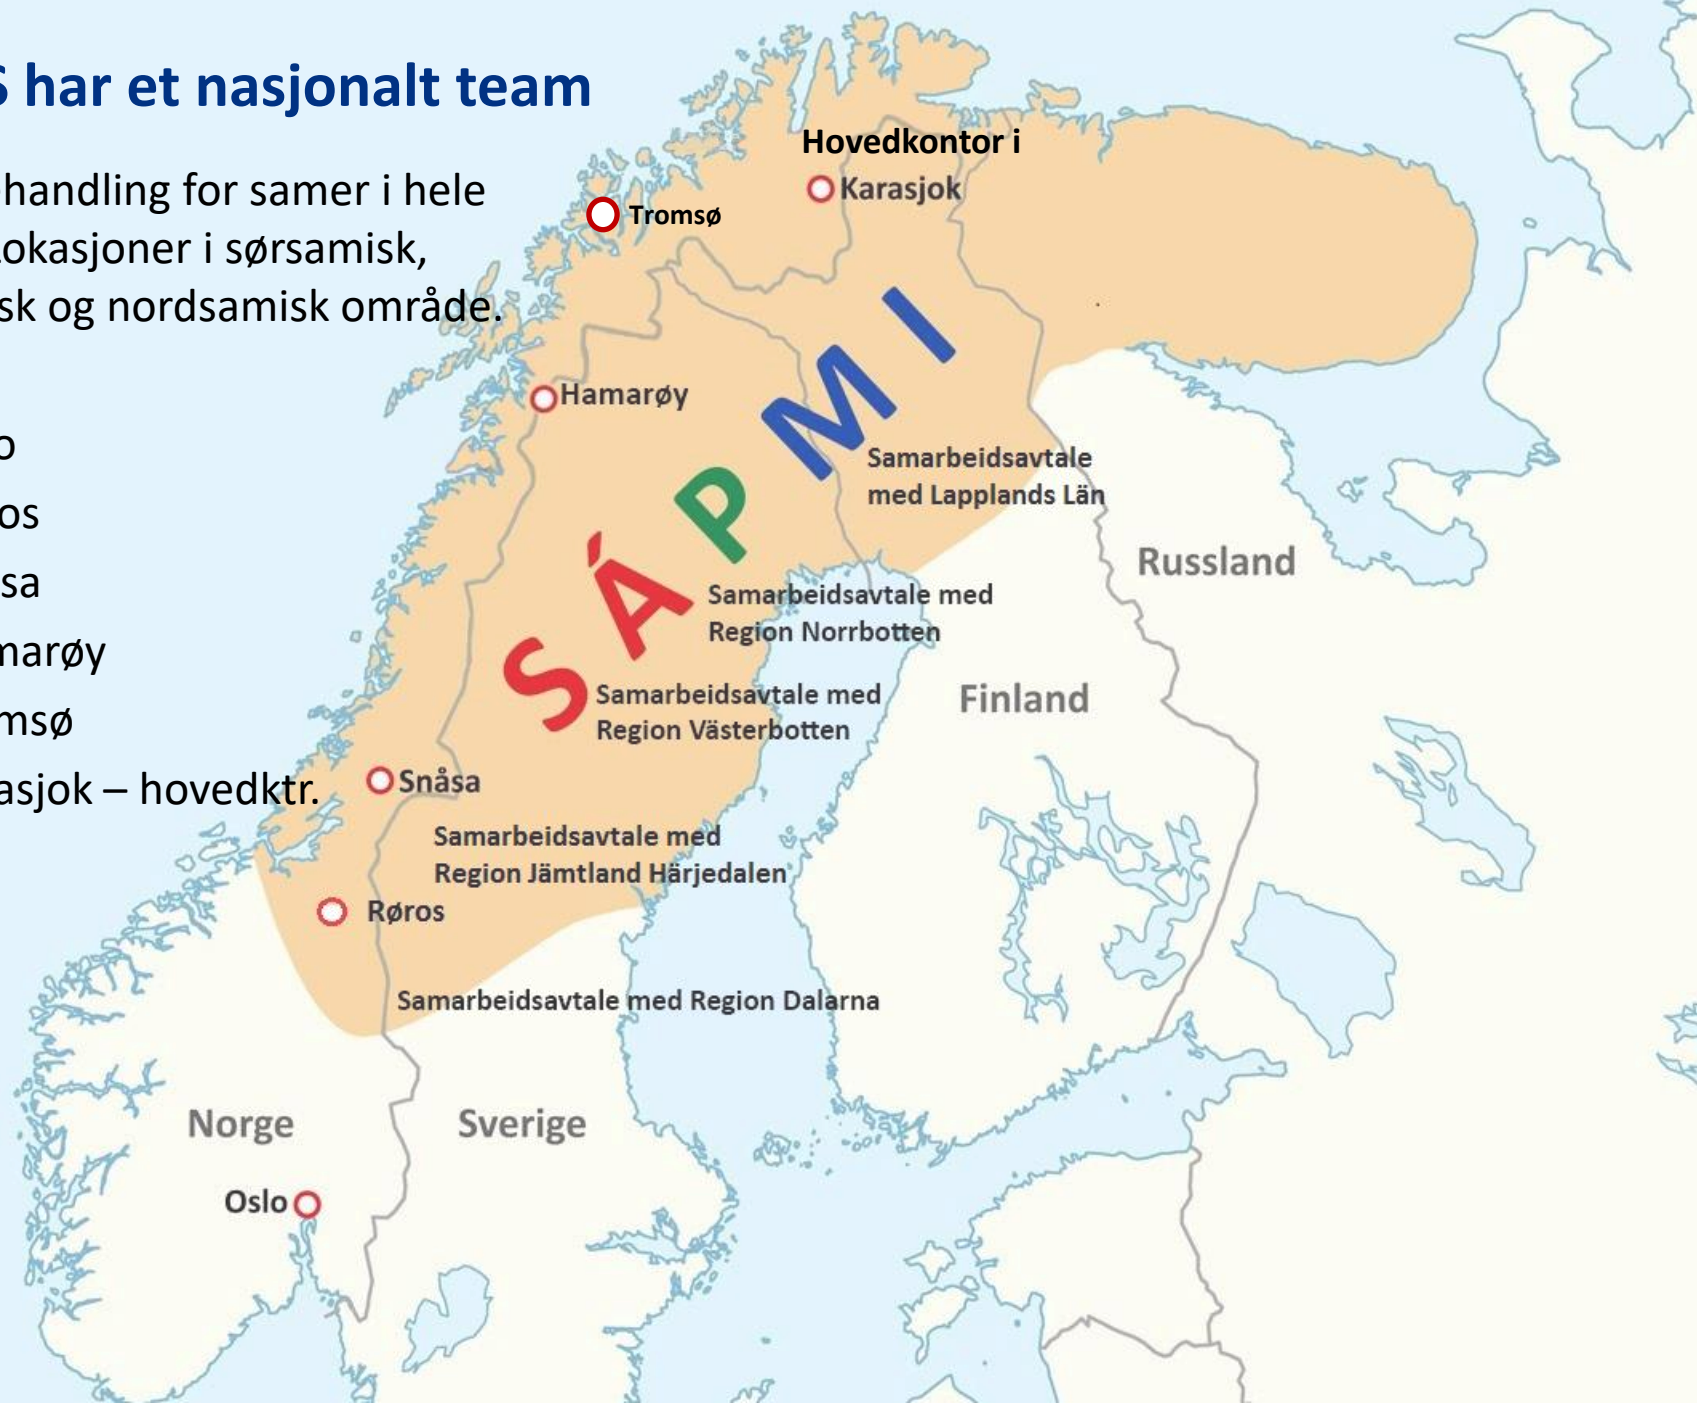 S har et nasjonalt team
handling for samer i hele
okasjoner i sørsamisk,
sk og nordsamisk område.
o
os
sa
marøy
msø
asjok – hovedktr.
Hovedkontor i
Karasjok
Tromsø
Hamarøy
SÁPMI
Samarbeidsavtale
med Lapplands Län
Russland
Samarbeidsavtale med
Region Norrbotten
Samarbeidsavtale med
Region Västerbotten
Finland
Snåsa
Samarbeidsavtale med
Region Jämtland Härjedalen
Røros
Samarbeidsavtale med Region Dalarna
Norge
Sverige
Oslo